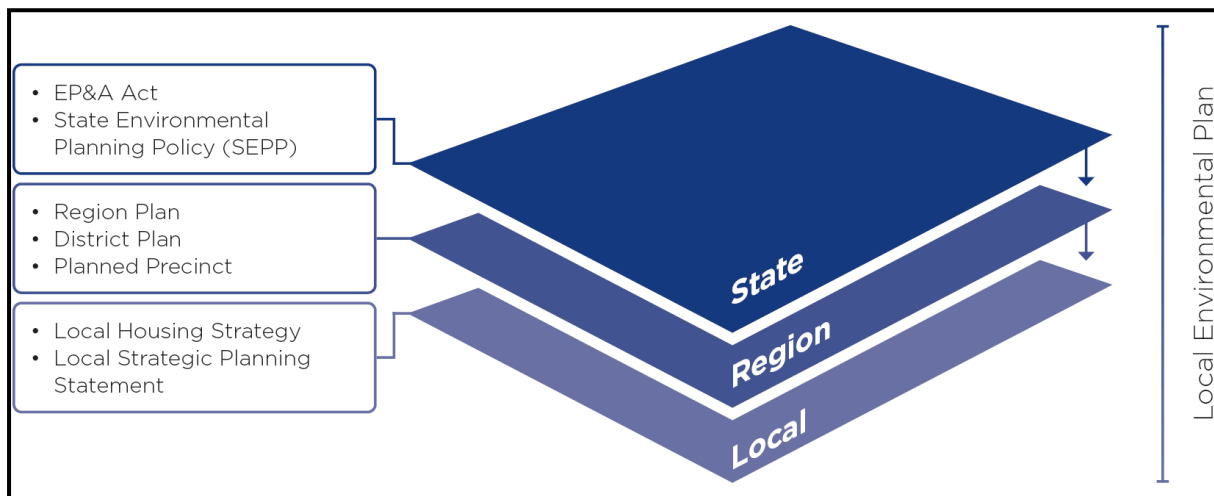 • EP&A Act
• State Environmental
Planning Policy (SEPP)
• Region Plan
• District Plan
• Planned Precinct
• Local Housing Strategy
• Local Strategic Planning
Statement
State
Region
Local
Local Environmental Plan